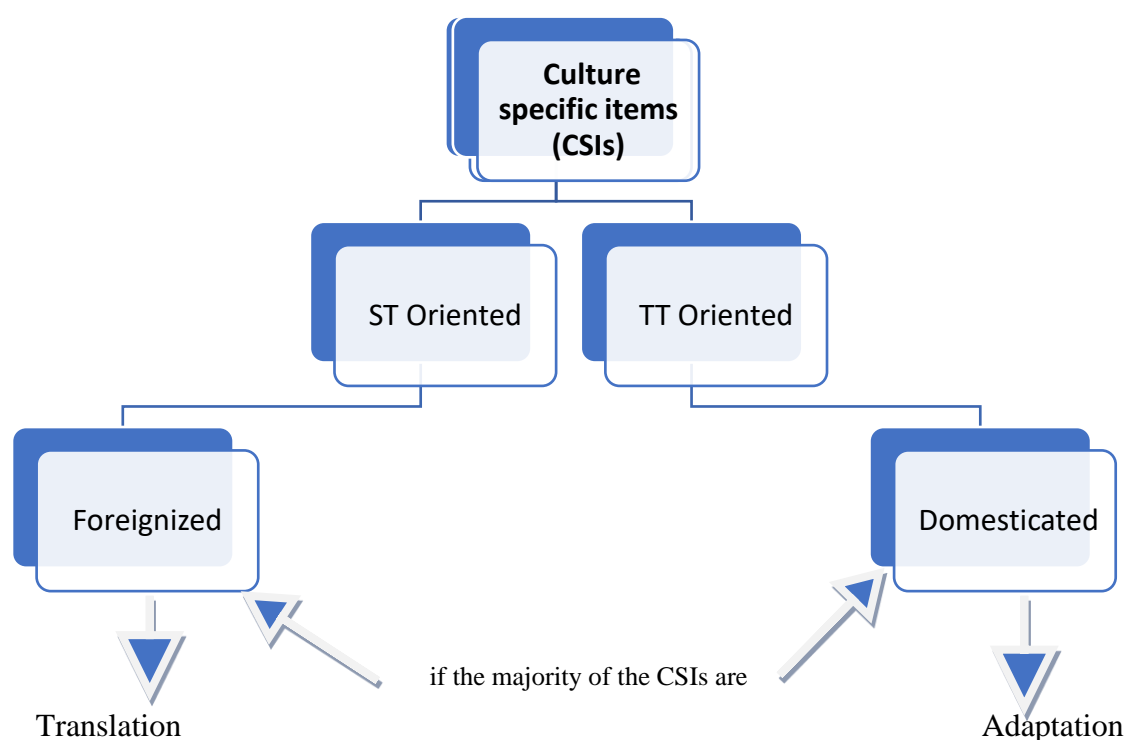 Culture
specific items
(CSIs)
ST Oriented
TT Oriented
Foreignized
Domesticated
if the majority of the CSIs are
Translation
Adaptation